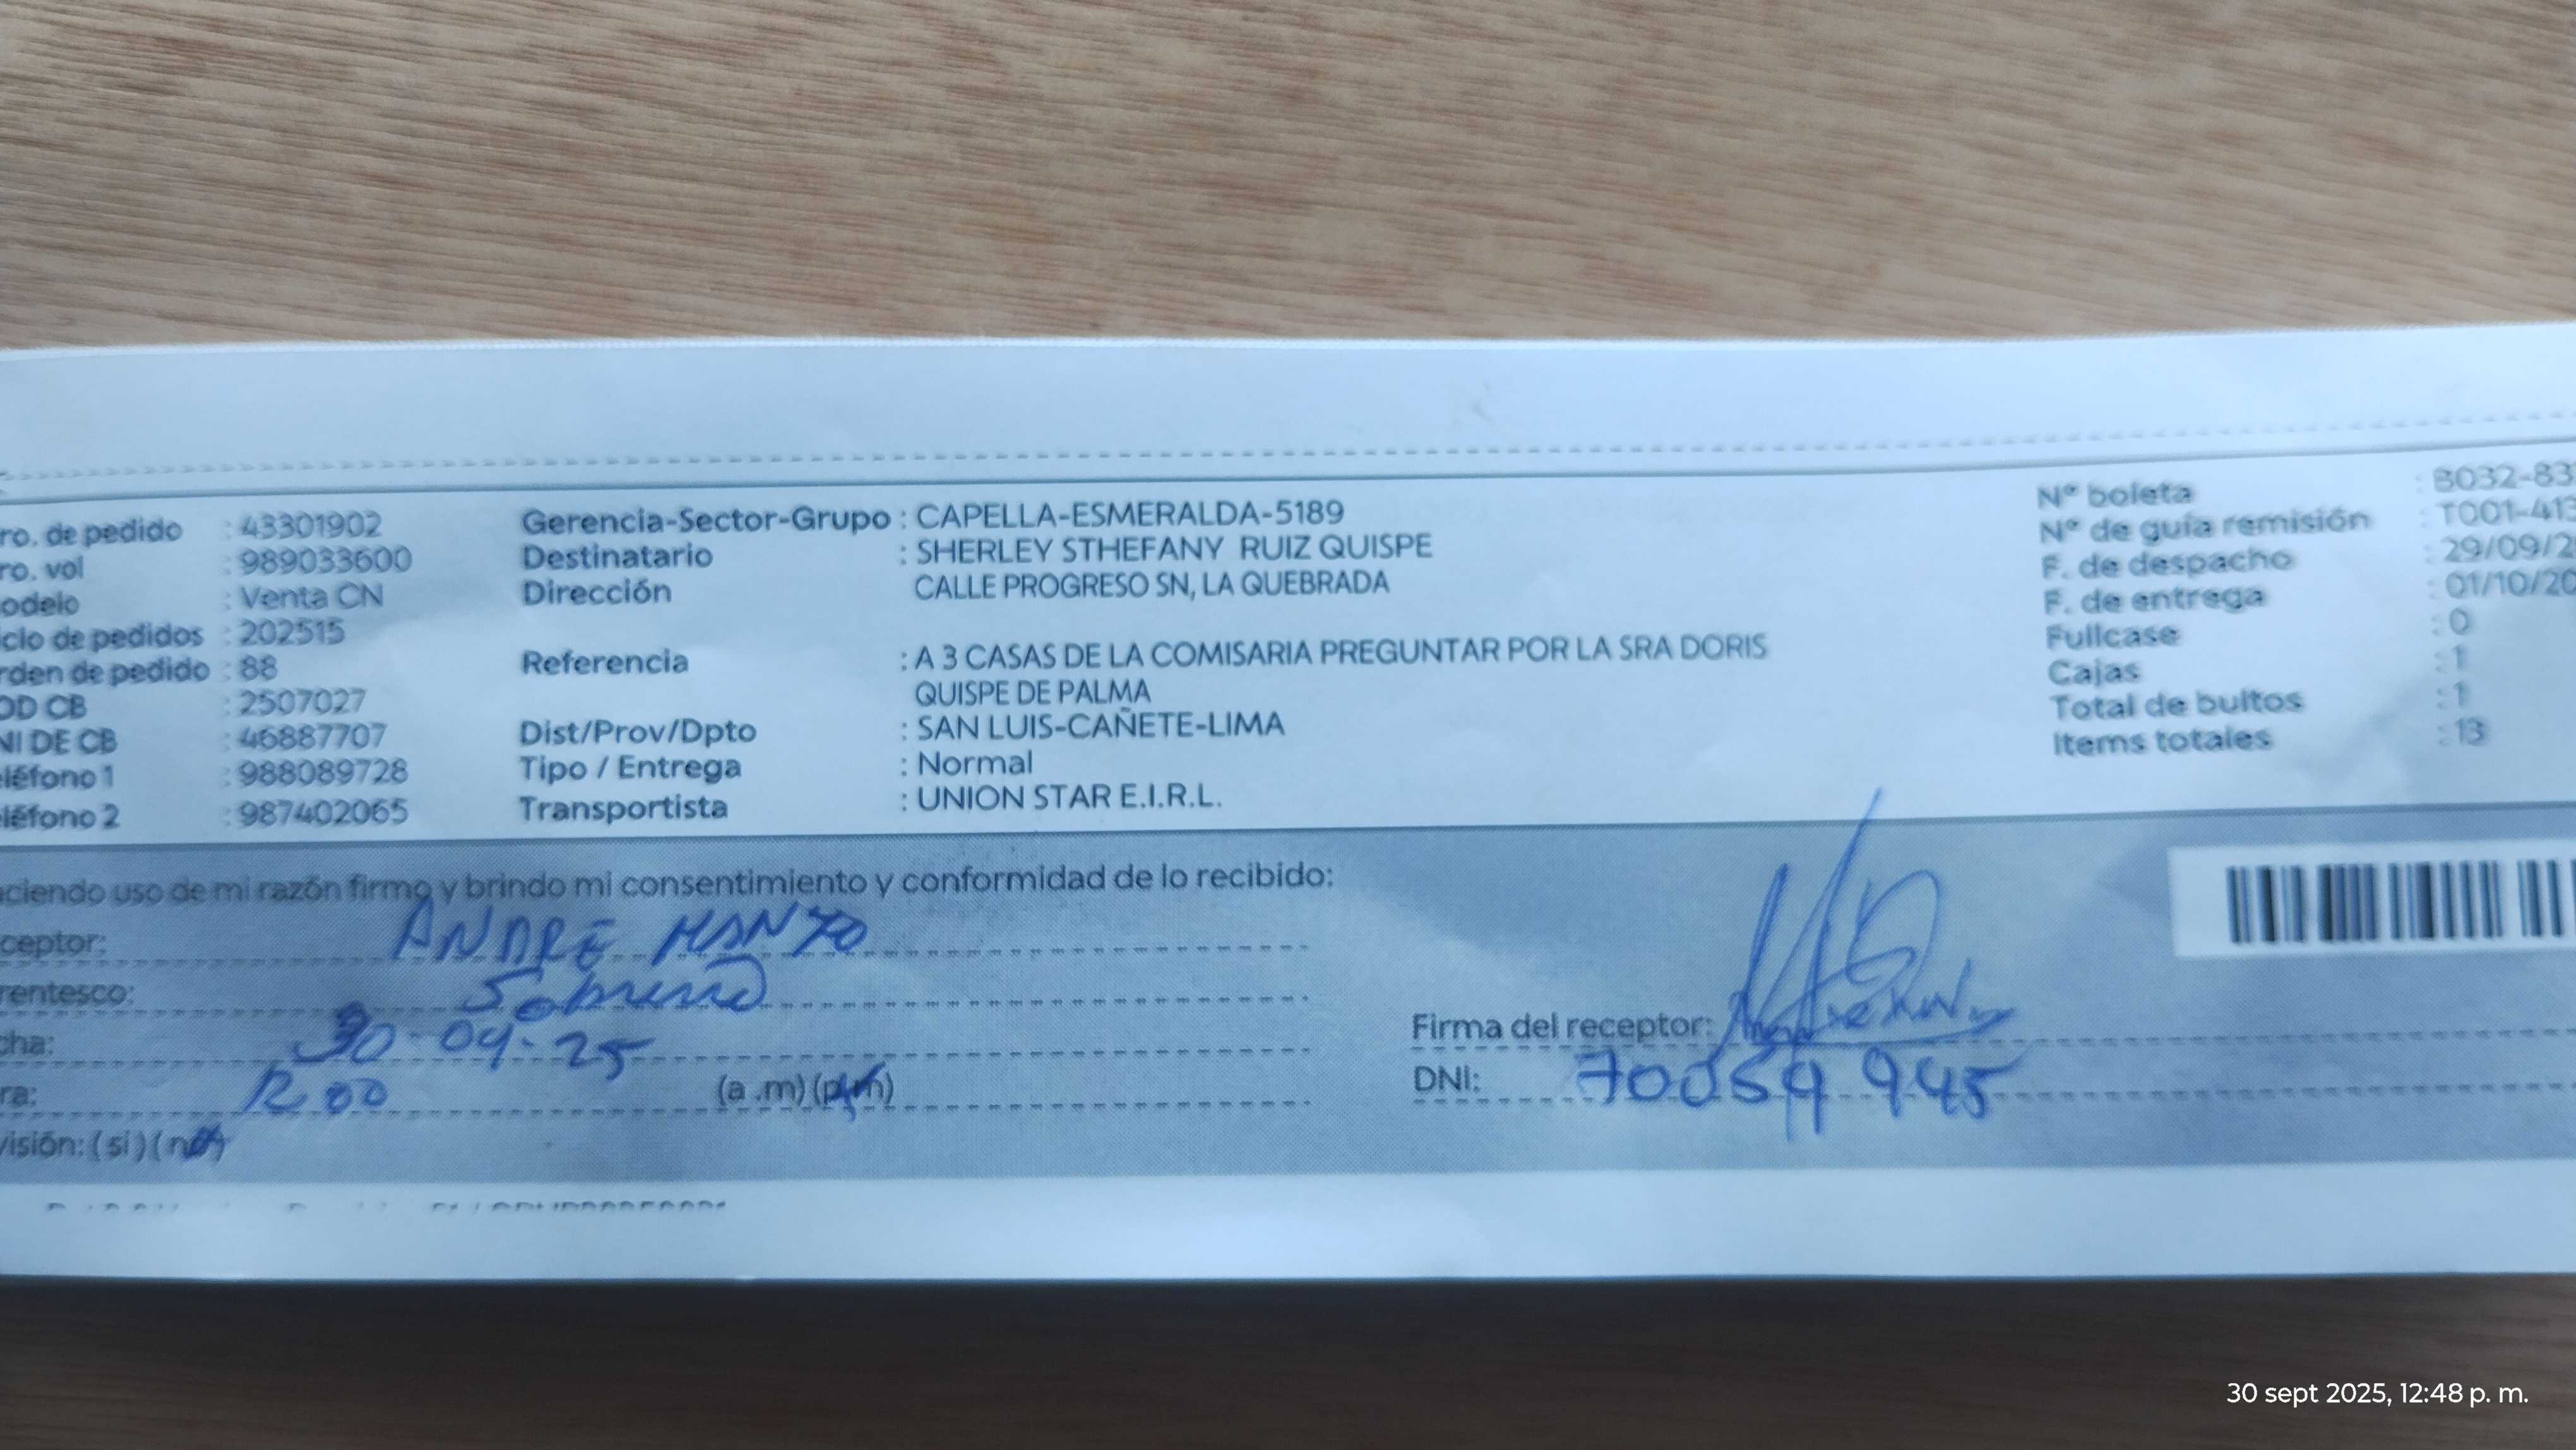 ro. de pedido : 43301902
ro. vol : 989033600
odelo : Venta CN
iclo de pedidos : 202515
rden de pedido : 88
OD CB : 2507027
NI DE CB : 46887707
léfono 1 : 988089728
léfono 2 : 987402065
Gerencia-Sector-Grupo : CAPELLA-ESMERALDA-5189
Destinatario : SHERLEY STHEFANY RUIZ QUISPE
Dirección CALLE PROGRESO SN, LA QUEBRADA
Referencia : A 3 CASAS DE LA COMISARIA PREGUNTAR POR LA SRA DORIS
QUISPE DE PALMA
Dist/Prov/Dpto : SAN LUIS-CAÑETE-LIMA
Tipo / Entrega : Normal
Transportista : UNION STAR E.I.R.L.
Nº boleta : B032-83
Nº de guía remisión : T001-413
F. de despacho : 29/09/2
F. de entrega : 01/10/20
Fullcase : 0
Cajas : 1
Total de bultos : 1
Items totales : 13
ciendo uso de mi razón firmo y brindo mi consentimiento y conformidad de lo recibido:
ceptor: ANDRE MANZO
rentesco: Sobrino
cha: 30-09-25
ra: 12 00 (a .m) (p.m)
visión: ( si ) ( no )
Firma del receptor:
DNI: 70059945
30 sept 2025, 12:48 p. m.